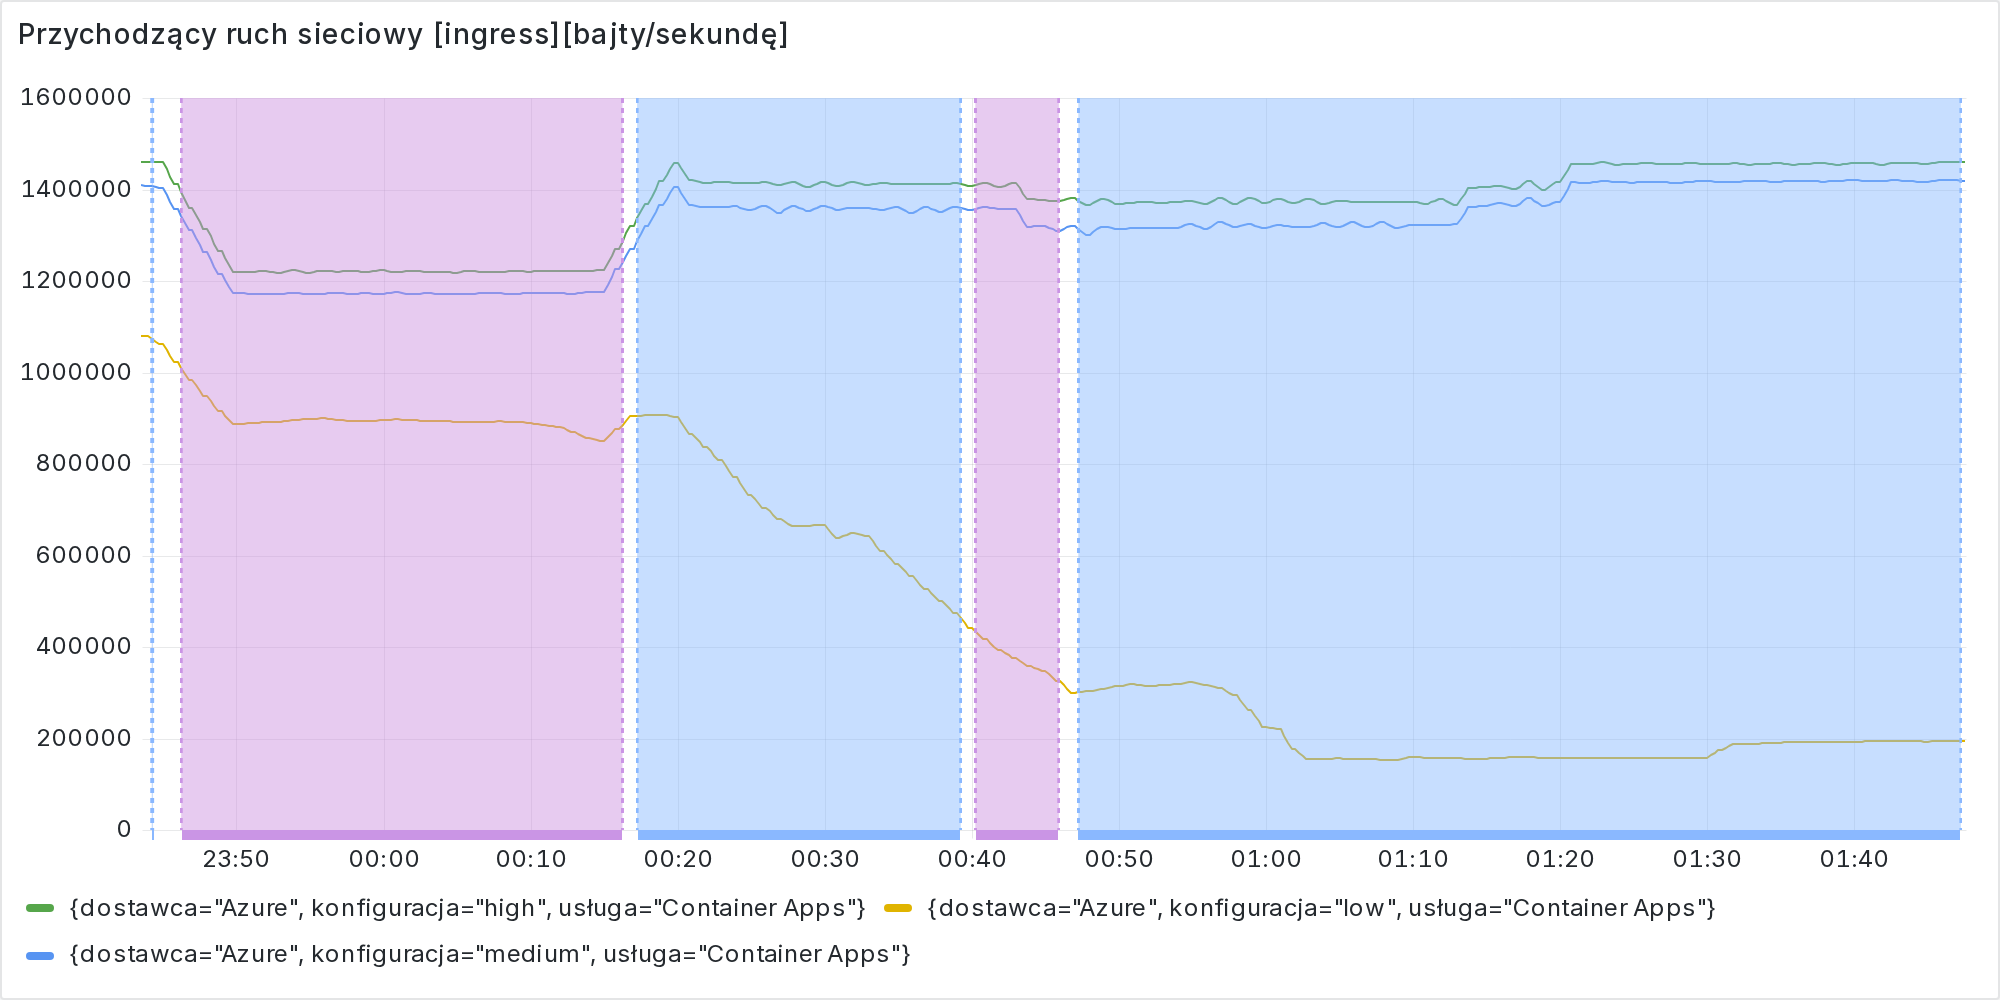 Przychodzący ruch sieciowy [ingress][bajty/sekundę]
1600000
1400000
1200000
1000000
800000
600000
400000
200000
0
23:50 00:00 00:10 00:20 00:30 00:40 00:50 01:00 01:10 01:20 01:30 01:40
{dostawca="Azure", konfiguracja="high", usługa="Container Apps"} {dostawca="Azure", konfiguracja="low", usługa="Container Apps"}
{dostawca="Azure", konfiguracja="medium", usługa="Container Apps"}